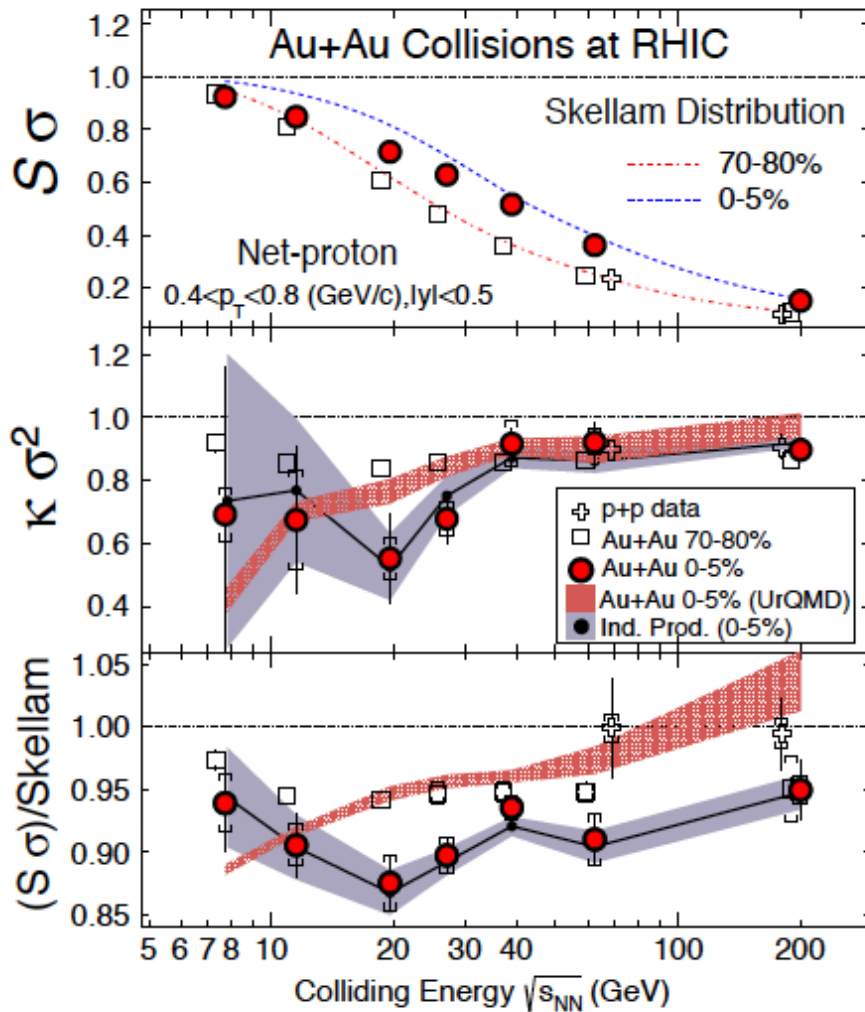 Au+Au Collisions at RHIC
S σ
1.0
0.8
0.6
0.4
0.2
Skellam Distribution
70-80%
0-5%
Net-proton
0.4<p_T<0.8 (GeV/c),|y|<0.5
κ σ²
1.2
1.0
0.8
0.6
0.4
p+p data
Au+Au 70-80%
Au+Au 0-5%
Au+Au 0-5% (UrQMD)
Ind. Prod. (0-5%)
(S σ)/Skellam
1.05
1.00
0.95
0.90
0.85
5 6 7 8 10 20 30 40 100 200
Colliding Energy √s_NN (GeV)